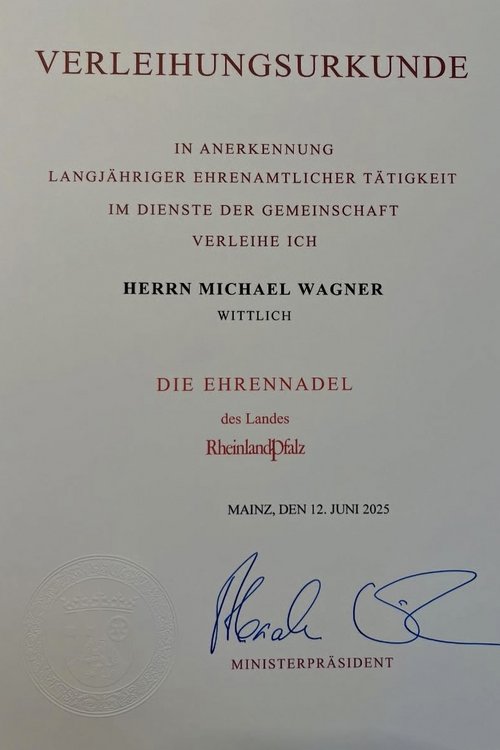 VERLEIHUNGSURKUNDE
IN ANERKENNUNG
LANGJÄHRIGER EHRENAMTLICHER TÄTIGKEIT
IM DIENSTE DER GEMEINSCHAFT
VERLEIHE ICH
HERRN MICHAEL WAGNER
WITTLICH
DIE EHRENNADEL
des Landes
RheinlandPfalz
MAINZ, DEN 12. JUNI 2025
MINISTERPRÄSIDENT